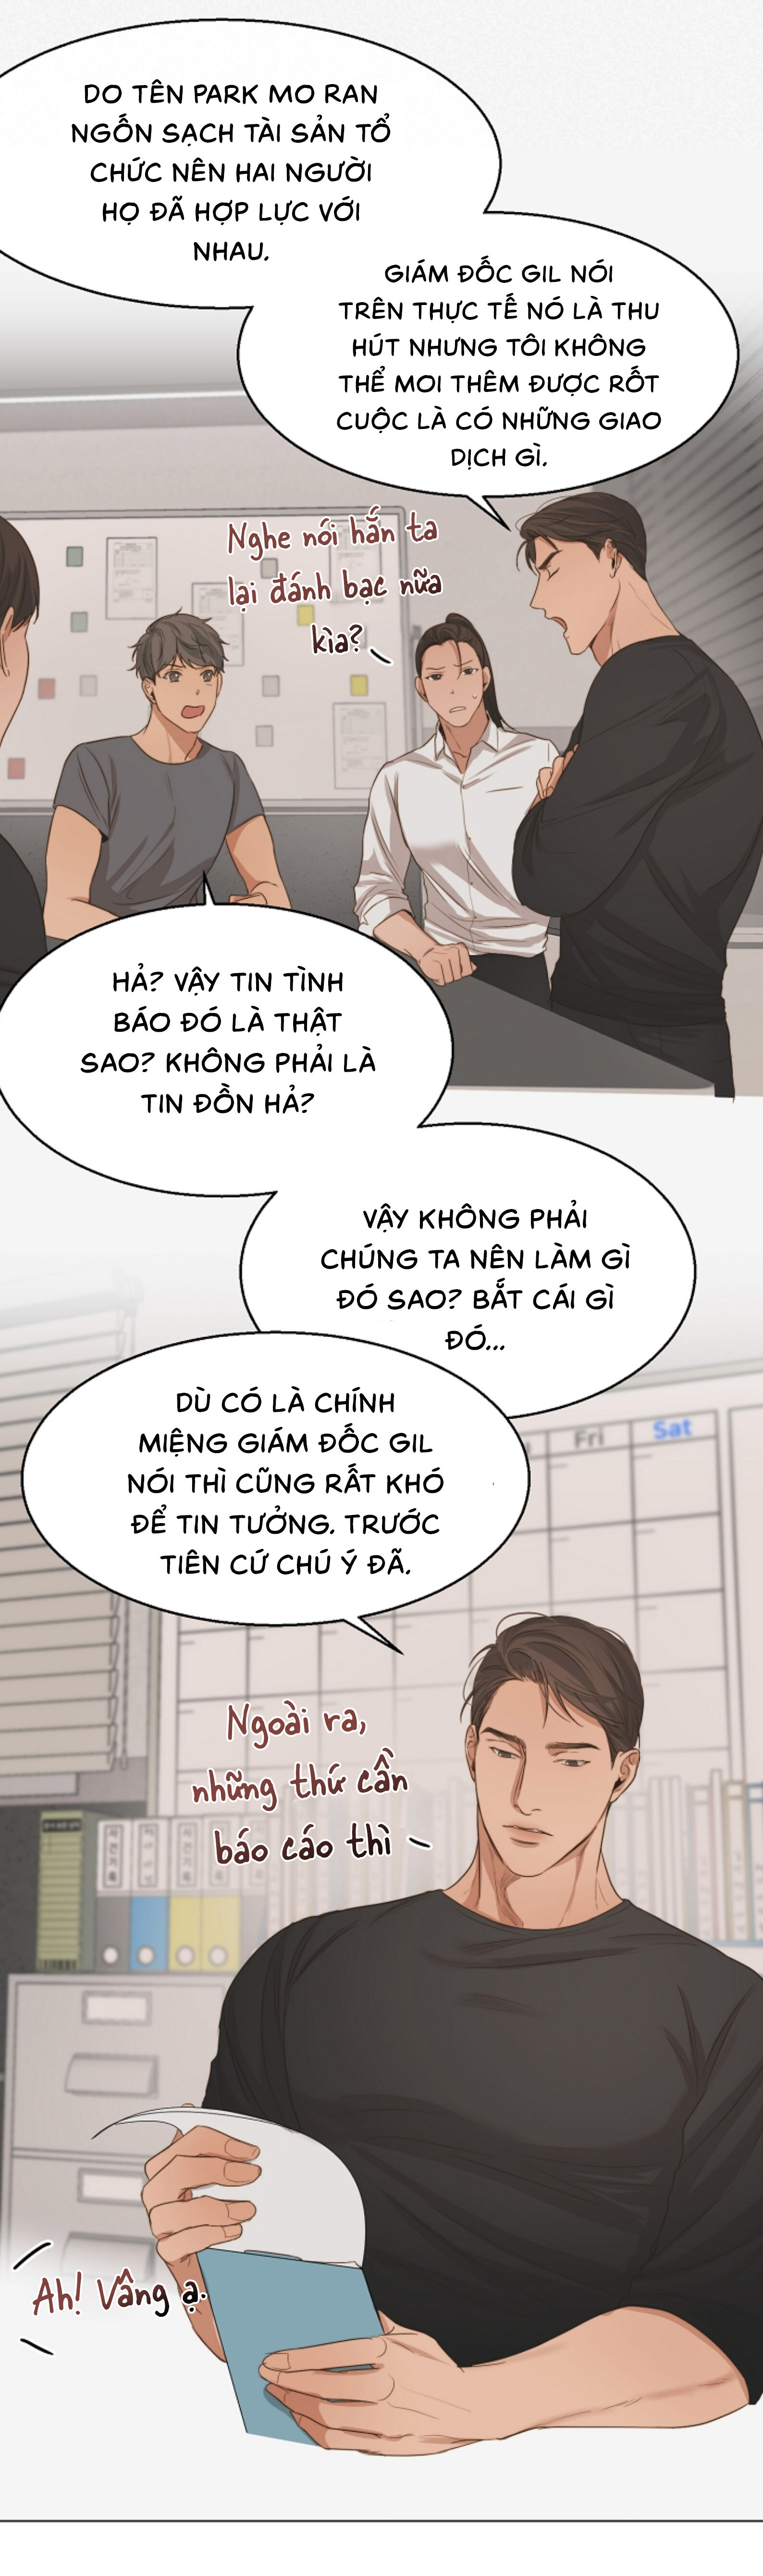 DO TÊN PARK MO RAN
NGỐN SẠCH TÀI SẢN TỔ
CHỨC NÊN HAI NGƯỜI
HỌ ĐÃ HỢP LỰC VỚI
NHAU.
GIÁM ĐỐC GIL NÓI
TRÊN THỰC TẾ NÓ LÀ THU
HÚT NHƯNG TÔI KHÔNG
THỂ MOI THÊM ĐƯỢC RỐT
CUỘC LÀ CÓ NHỮNG GIAO
DỊCH GÌ.
Nghe nói hắn ta
lại đánh bạc nữa
kìa?
HẢ? VẬY TIN TÌNH
BÁO ĐÓ LÀ THẬT
SAO? KHÔNG PHẢI LÀ
TIN ĐỒN HẢ?
VẬY KHÔNG PHẢI
CHÚNG TA NÊN LÀM GÌ
ĐÓ SAO? BẮT CÁI GÌ
ĐÓ...
DÙ CÓ LÀ CHÍNH
MIỆNG GIÁM ĐỐC GIL
NÓI THÌ CŨNG RẤT KHÓ
ĐỂ TIN TƯỞNG. TRƯỚC
TIÊN CỨ CHÚ Ý ĐÃ.
Fri
Sat
Ngoài ra,
những thứ cần
báo cáo thì
Ah! Vâng ạ.